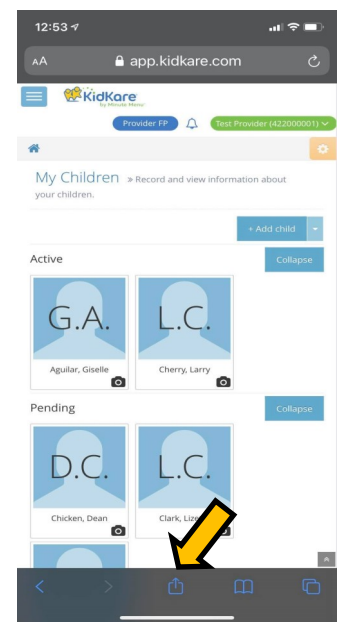 12:53
AA app.kidkare.com
KidKare
by Minute Menu
Provider FP Test Provider (422000001)
My Children » Record and view information about
your children.
+ Add child
Active Collapse
G.A. L.C.
Aguilar, Giselle Cherry, Larry
Pending Collapse
D.C. L.C.
Chicken, Dean Clark,